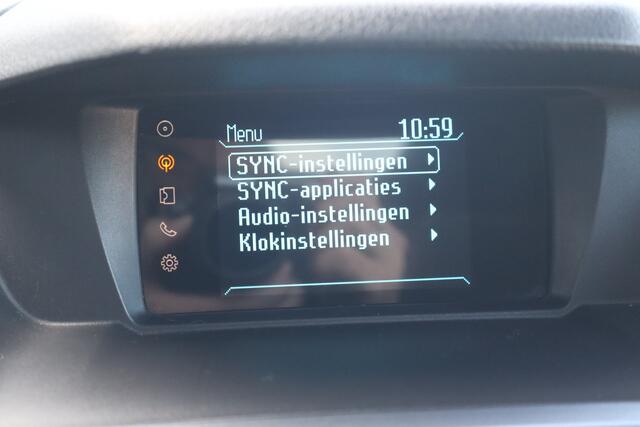 Menu 10:59
SYNC-instellingen
SYNC-applicaties
Audio-instellingen
Klokinstellingen